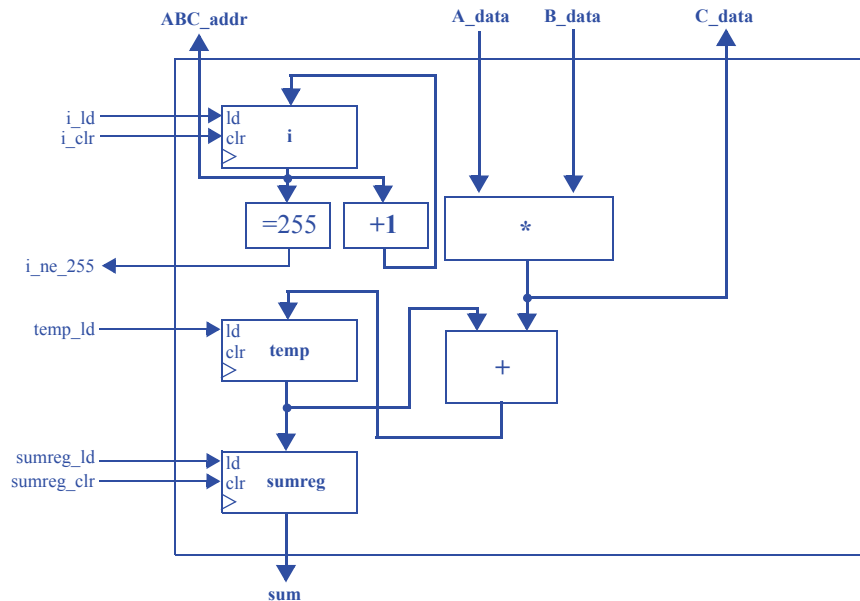 ABC_addr
A_data
B_data
C_data
i_ld
i_clr
ld
clr
i
=255
+1
*
i_ne_255
temp_ld
ld
clr
temp
+
sumreg_ld
sumreg_clr
ld
clr
sumreg
sum